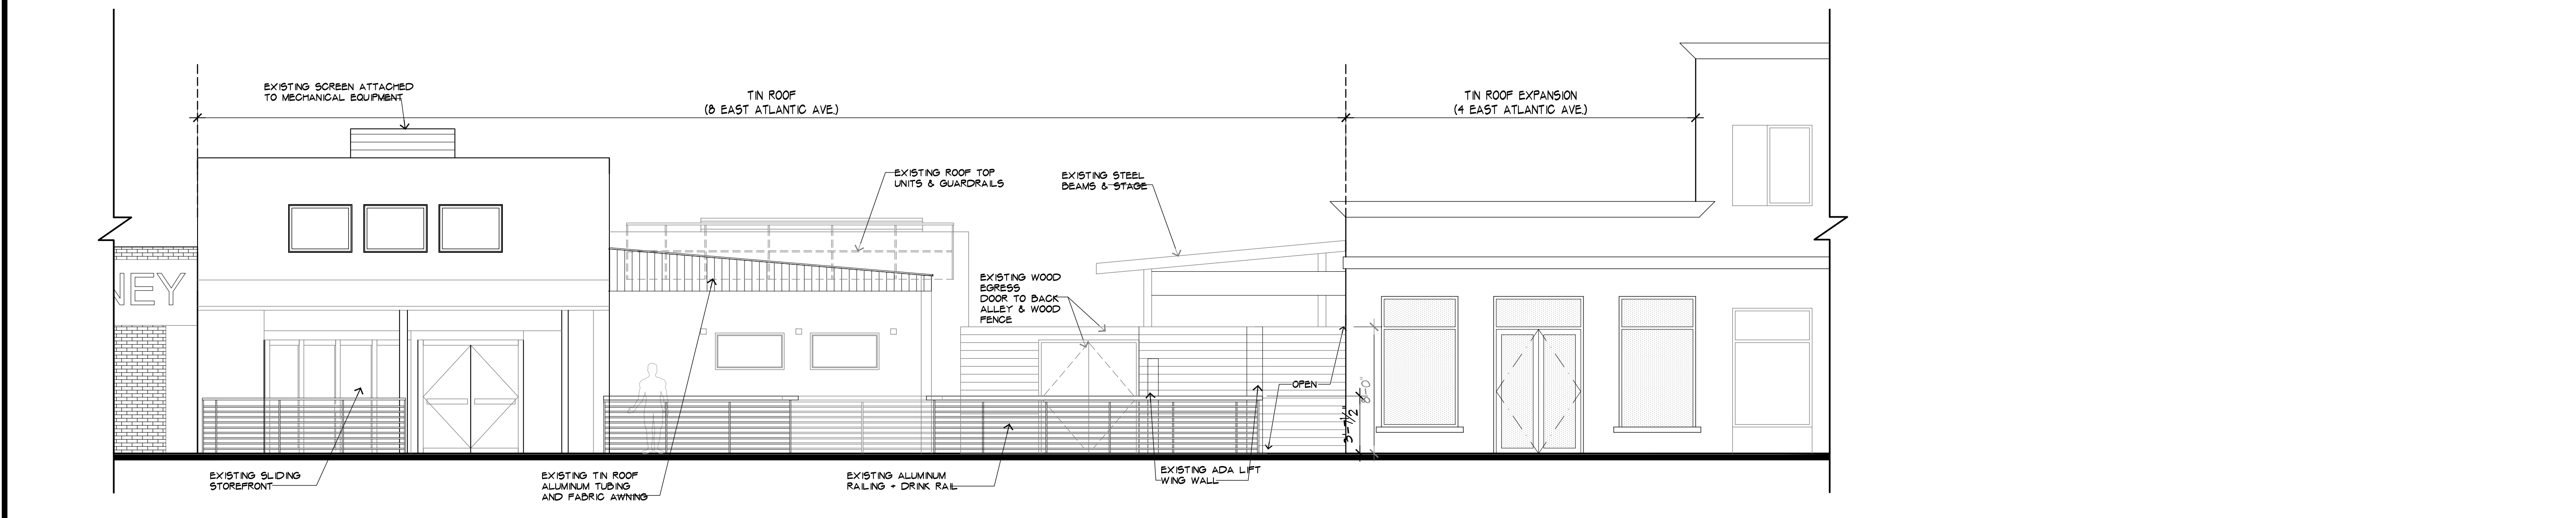 EXISTING SCREEN ATTACHED
TO MECHANICAL EQUIPMENT
TIN ROOF
(8 EAST ATLANTIC AVE.)
TIN ROOF EXPANSION
(4 EAST ATLANTIC AVE.)
EXISTING ROOF TOP
UNITS & GUARDRAILS
EXISTING STEEL
BEAMS & STAGE
NEY
EXISTING WOOD
EGRESS
DOOR TO BACK
ALLEY & WOOD
FENCE
OPEN
8'-0"
3'-7 1/2"
EXISTING SLIDING
STOREFRONT
EXISTING TIN ROOF
ALUMINUM TUBING
AND FABRIC AWNING
EXISTING ALUMINUM
RAILING + DRINK RAIL
EXISTING ADA LIFT
WING WALL